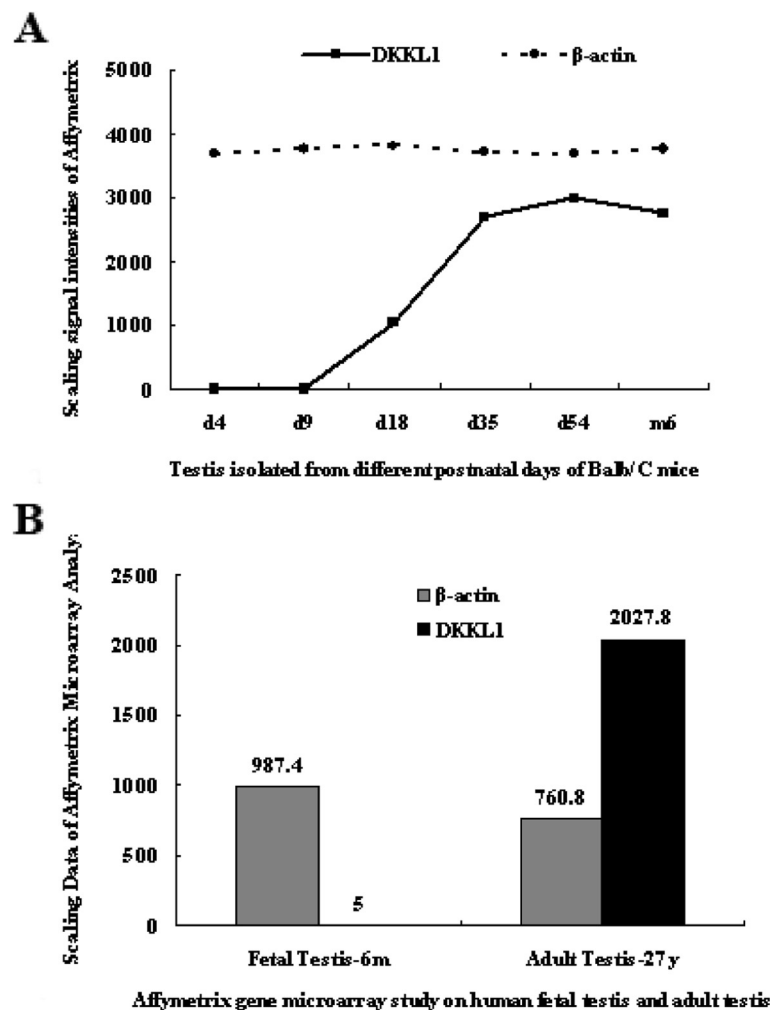 A
DKKL1 β-actin
Scaling signal intensities of Affymetrix
5000
4000
3000
2000
1000
0
d4 d9 d18 d35 d54 m6
Testis isolated from different postnatal days of Balb/C mice
B
Scaling Data of Affymetrix Microarray Analy
2500
2000
1500
1000
500
0
β-actin
DKKL1
987.4
5
760.8
2027.8
Fetal Testis-6m Adult Testis-27y
Affymetrix gene microarray study on human fetal testis and adult testis